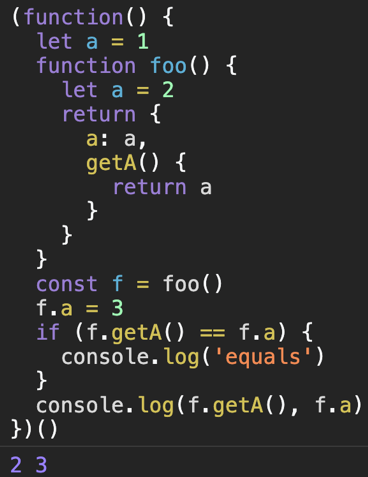 (function() {
  let a = 1
  function foo() {
    let a = 2
    return {
      a: a,
      getA() {
        return a
      }
    }
  }
  const f = foo()
  f.a = 3
  if (f.getA() == f.a) {
    console.log('equals')
  }
  console.log(f.getA(), f.a)
})()
2 3